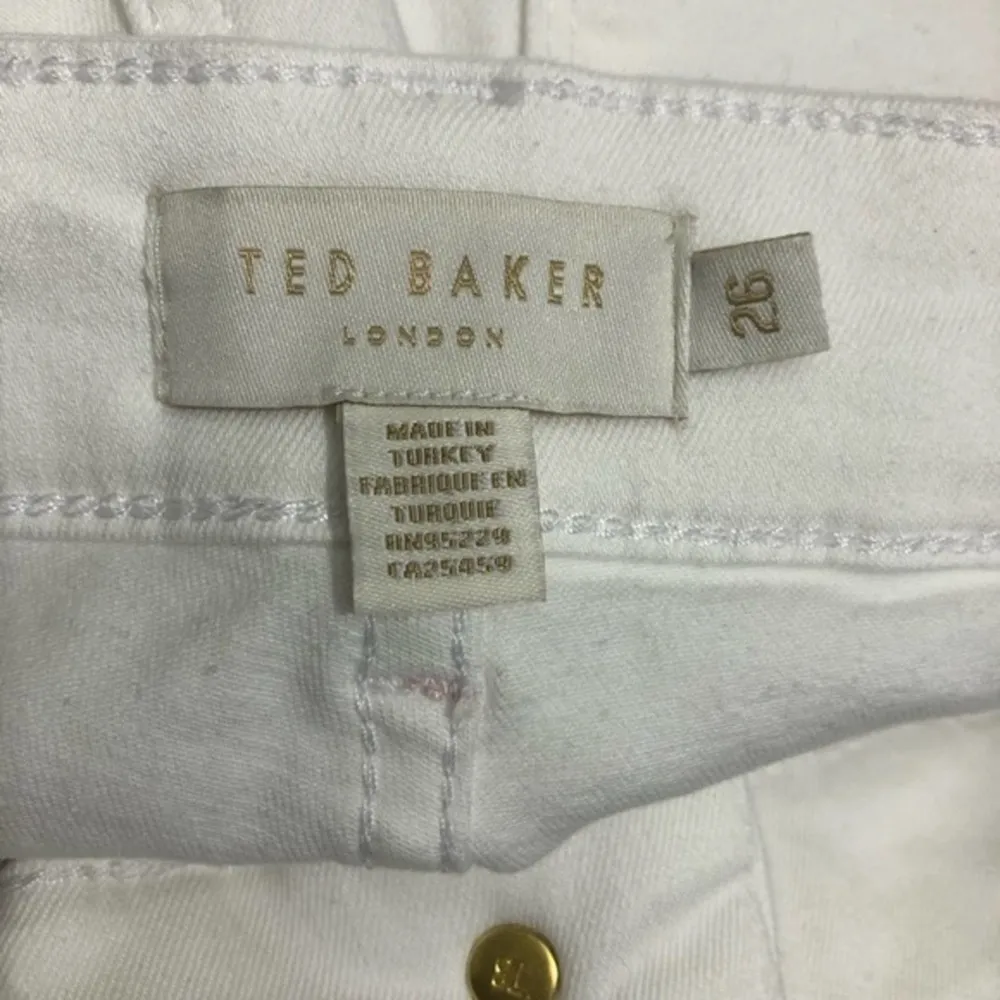 TED BAKER
LONDON
26
MADE IN
TURKEY
FABRIQUE EN
TURQUIE
RN95229
CA25459